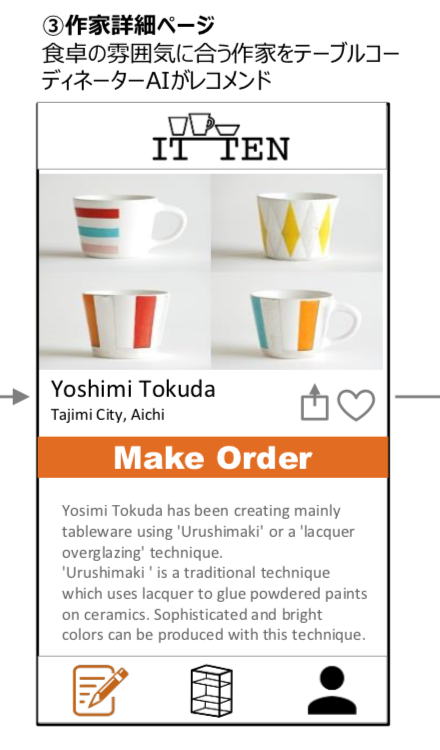 ③作家詳細ページ
食卓の雰囲気に合う作家をテーブルコー
ディネーターAIがレコメンド
IT TEN
Yoshimi Tokuda
Tajimi City, Aichi
Make Order
Yosimi Tokuda has been creating mainly
tableware using 'Urushimaki' or a 'lacquer
overglazing' technique.
'Urushimaki ' is a traditional technique
which uses lacquer to glue powdered paints
on ceramics. Sophisticated and bright
colors can be produced with this technique.